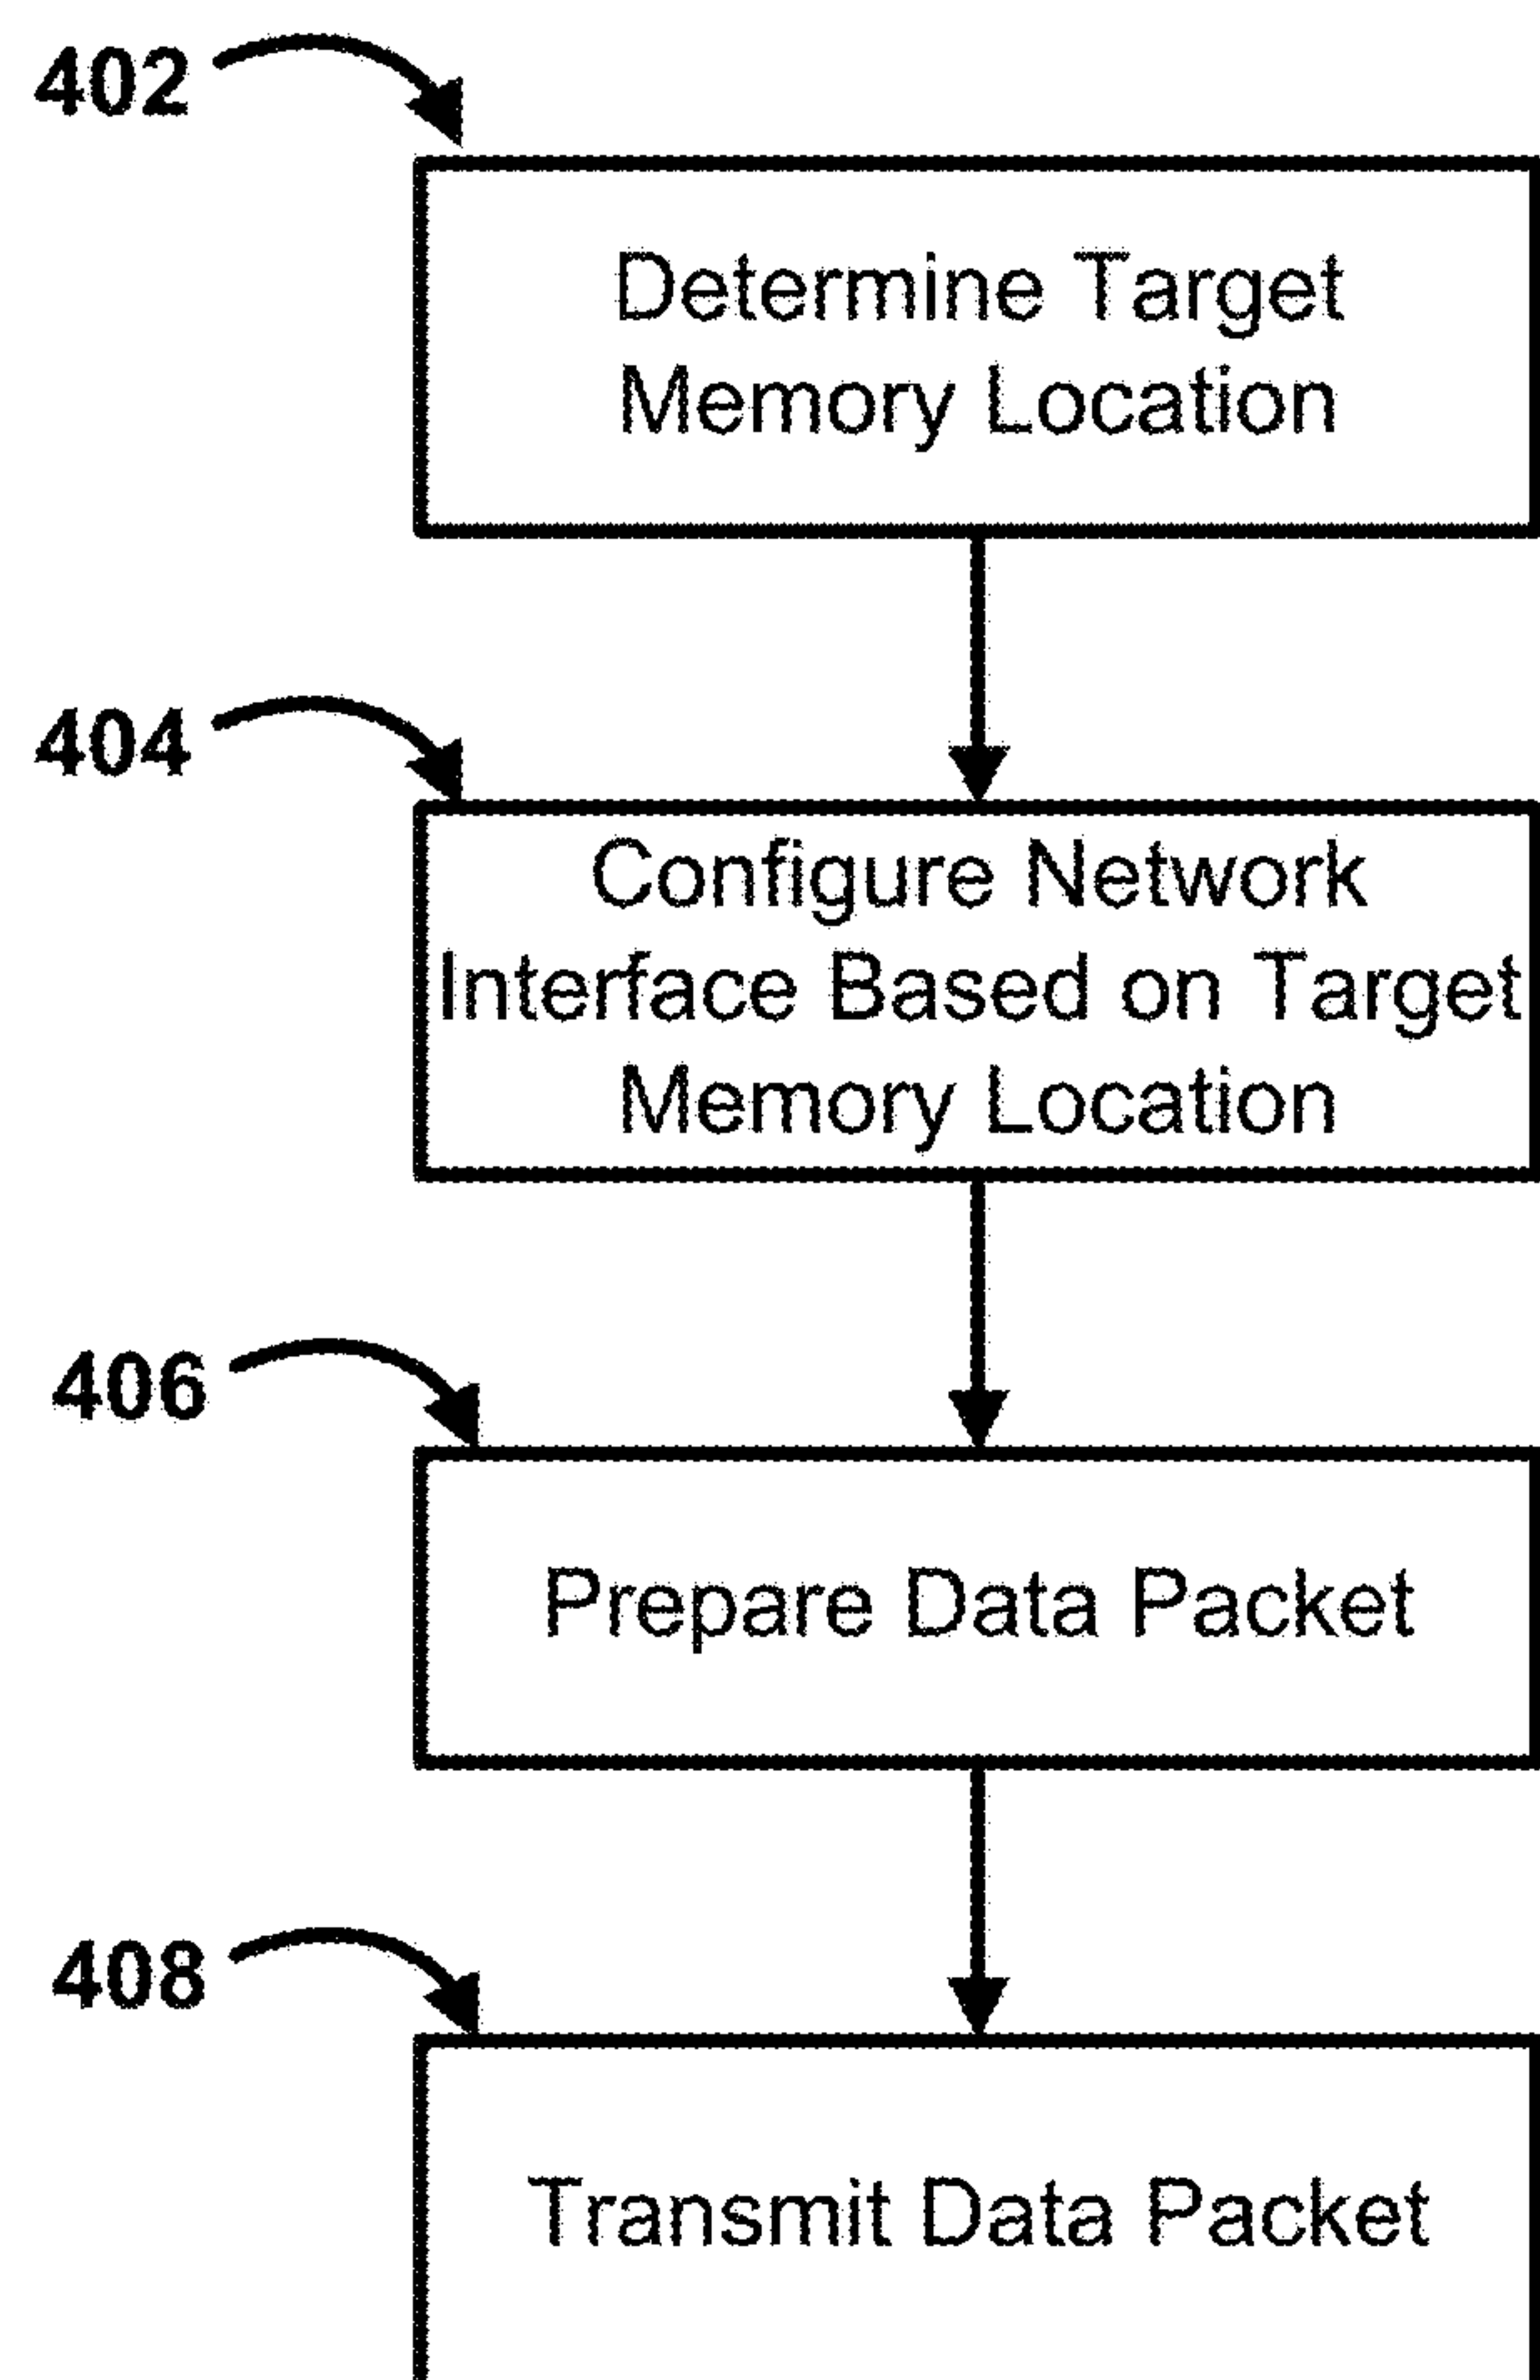 402
Determine Target
Memory Location
404
Configure Network
Interface Based on Target
Memory Location
406
Prepare Data Packet
408
Transmit Data Packet